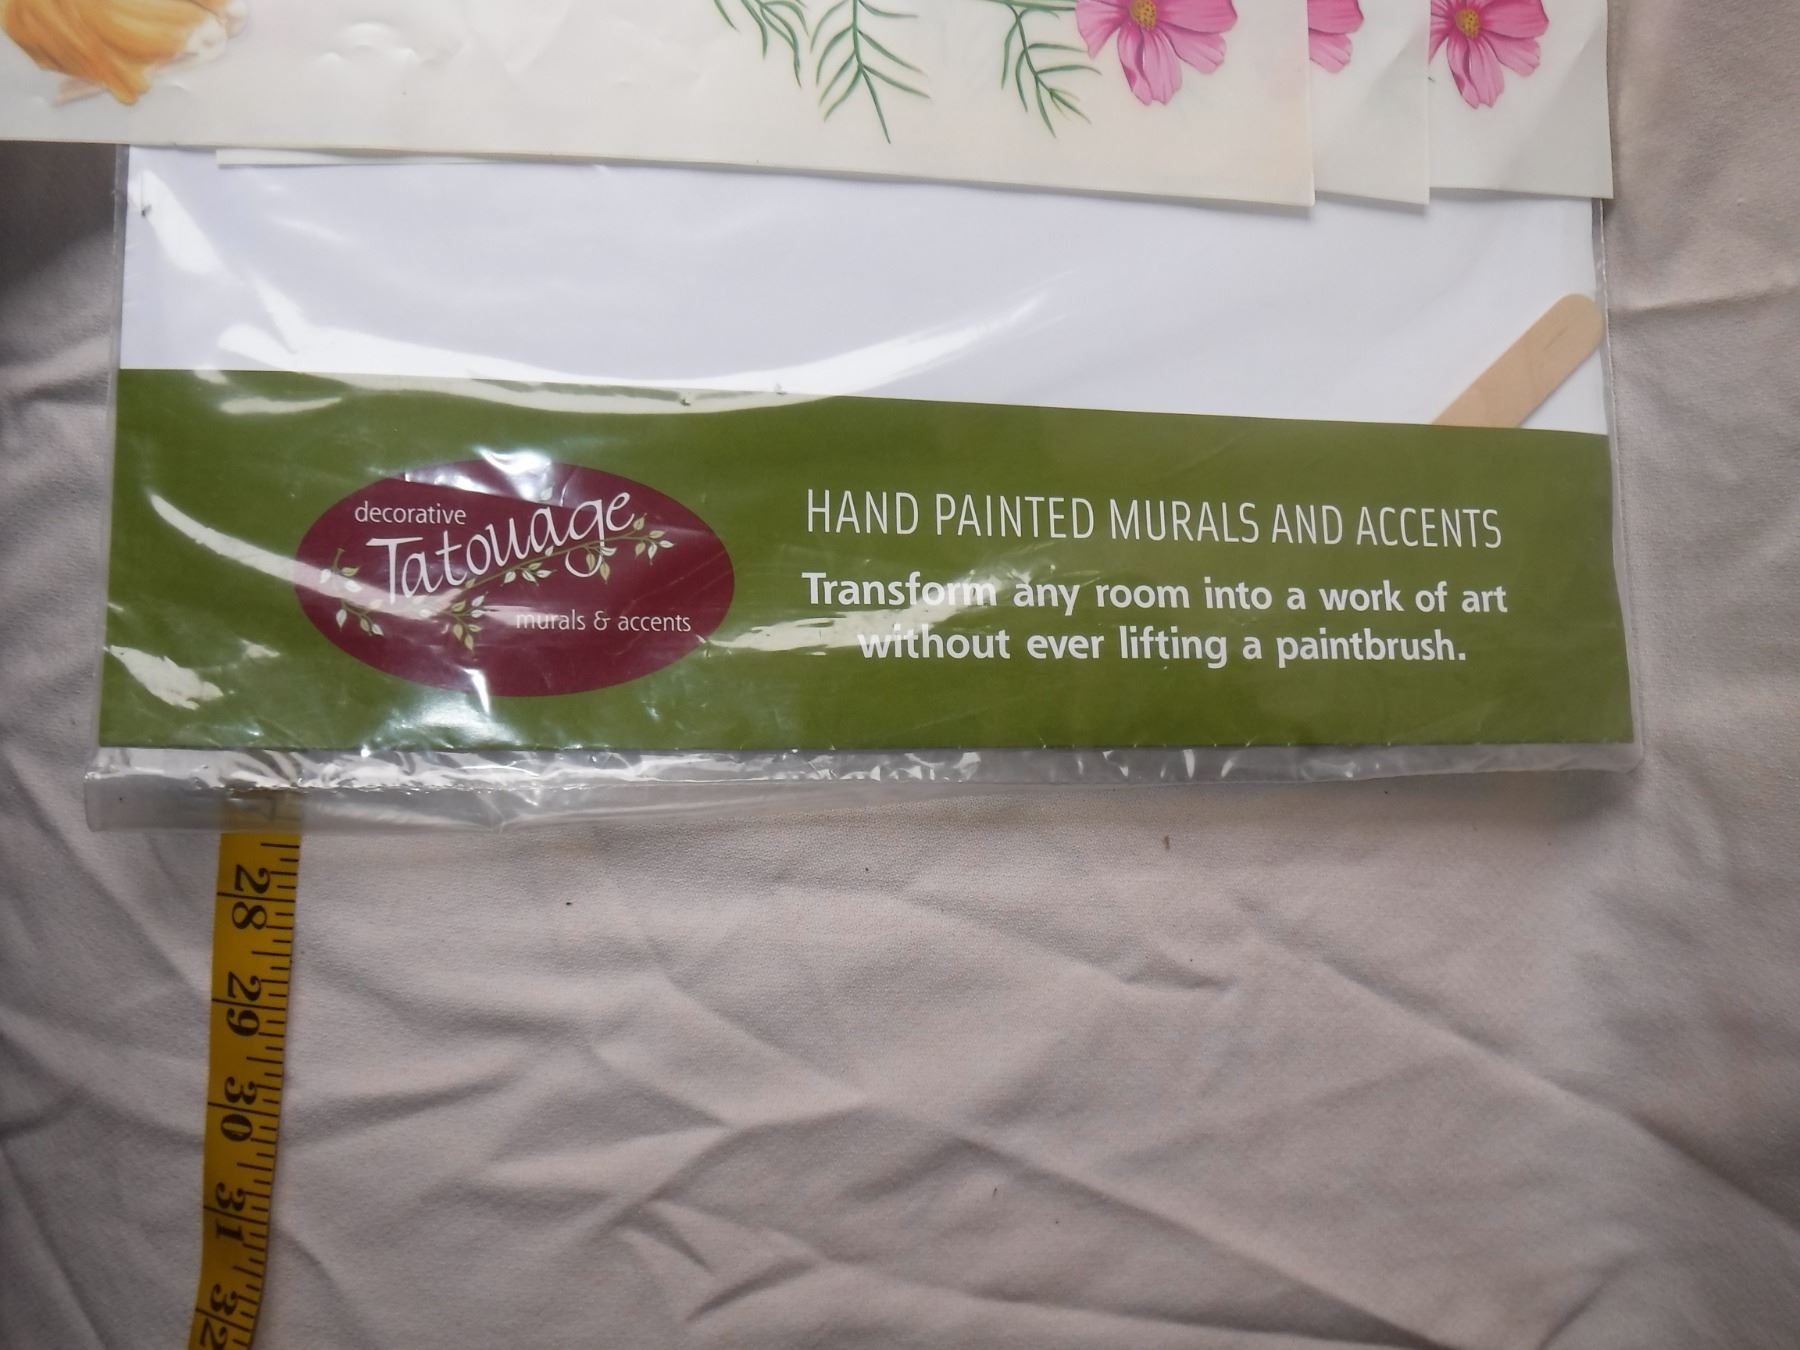 decorative
Tatouage
murals & accents
HAND PAINTED MURALS AND ACCENTS
Transform any room into a work of art
without ever lifting a paintbrush.
28
29
30
31
32